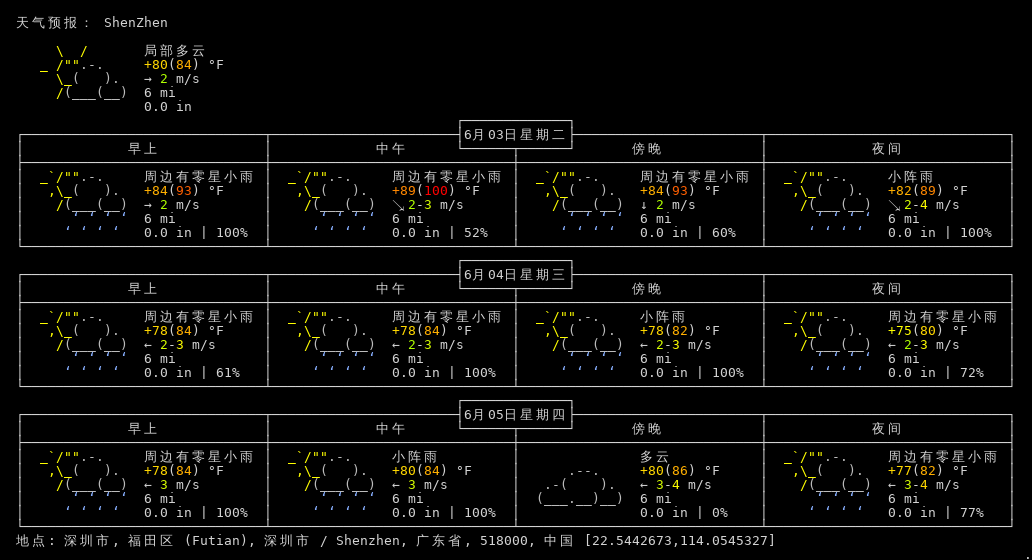 天气预报： ShenZhen
局部多云
+80(84) °F
→ 2 m/s
6 mi
0.0 in
6月03日星期二
早上 中午 傍晚 夜间
周边有零星小雨 周边有零星小雨 周边有零星小雨 小阵雨
+84(93) °F +89(100) °F +84(93) °F +82(89) °F
→ 2 m/s ↘ 2-3 m/s ↓ 2 m/s ↘ 2-4 m/s
6 mi 6 mi 6 mi 6 mi
0.0 in | 100% 0.0 in | 52% 0.0 in | 60% 0.0 in | 100%
6月04日星期三
早上 中午 傍晚 夜间
周边有零星小雨 周边有零星小雨 小阵雨 周边有零星小雨
+78(84) °F +78(84) °F +78(82) °F +75(80) °F
← 2-3 m/s ← 2-3 m/s ← 2-3 m/s ← 2-3 m/s
6 mi 6 mi 6 mi 6 mi
0.0 in | 61% 0.0 in | 100% 0.0 in | 100% 0.0 in | 72%
6月05日星期四
早上 中午 傍晚 夜间
周边有零星小雨 小阵雨 多云 周边有零星小雨
+78(84) °F +80(84) °F +80(86) °F +77(82) °F
← 3 m/s ← 3 m/s ← 3-4 m/s ← 3-4 m/s
6 mi 6 mi 6 mi 6 mi
0.0 in | 100% 0.0 in | 100% 0.0 in | 0% 0.0 in | 77%
地点: 深圳市, 福田区 (Futian), 深圳市 / Shenzhen, 广东省, 518000, 中国 [22.5442673,114.0545327]